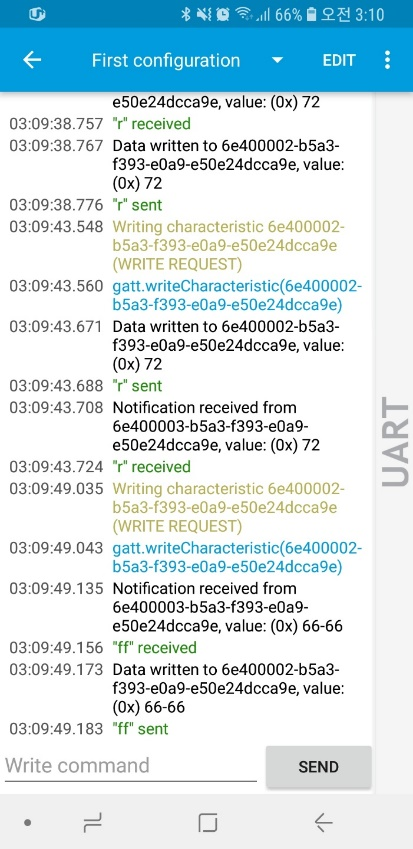 66% 오전 3:10
First configuration EDIT
e50e24dcca9e, value: (0x) 72
03:09:38.757 "r" received
03:09:38.767 Data written to 6e400002-b5a3-
f393-e0a9-e50e24dcca9e, value:
(0x) 72
03:09:38.776 "r" sent
03:09:43.548 Writing characteristic 6e400002-
b5a3-f393-e0a9-e50e24dcca9e
(WRITE REQUEST)
03:09:43.560 gatt.writeCharacteristic(6e400002-
b5a3-f393-e0a9-e50e24dcca9e)
03:09:43.671 Data written to 6e400002-b5a3-
f393-e0a9-e50e24dcca9e, value:
(0x) 72
03:09:43.688 "r" sent
03:09:43.708 Notification received from
6e400003-b5a3-f393-e0a9-
e50e24dcca9e, value: (0x) 72
03:09:43.724 "r" received
03:09:49.035 Writing characteristic 6e400002-
b5a3-f393-e0a9-e50e24dcca9e
(WRITE REQUEST)
03:09:49.043 gatt.writeCharacteristic(6e400002-
b5a3-f393-e0a9-e50e24dcca9e)
03:09:49.135 Notification received from
6e400003-b5a3-f393-e0a9-
e50e24dcca9e, value: (0x) 66-66
03:09:49.156 "ff" received
03:09:49.173 Data written to 6e400002-b5a3-
f393-e0a9-e50e24dcca9e, value:
(0x) 66-66
03:09:49.183 "ff" sent
UART
Write command SEND